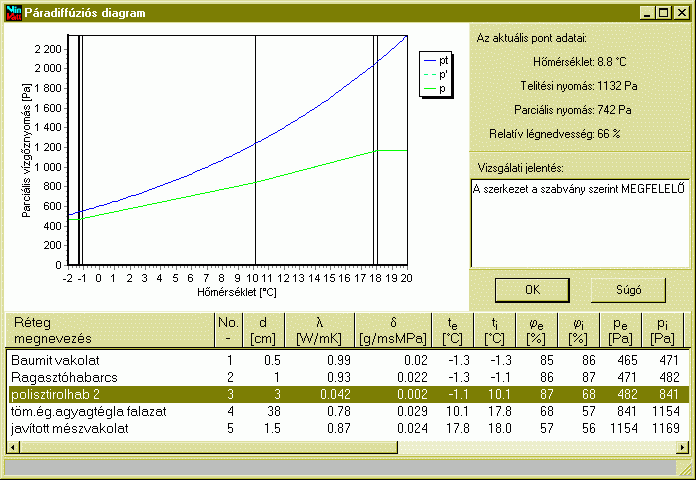 Win
Páradiffúziós diagram
Parciális vízgőznyomás [Pa]
2 200
2 000
1 800
1 600
1 400
1 200
1 000
800
600
400
200
0
-2 -1 0 1 2 3 4 5 6 7 8 9 10 11 12 13 14 15 16 17 18 19 20
Hőmérséklet [°C]
pt
p'
p
Az aktuális pont adatai:
Hőmérséklet: 8.8 °C
Telítési nyomás: 1132 Pa
Parciális nyomás: 742 Pa
Relatív légnedvesség: 66 %
Vizsgálati jelentés:
A szerkezet a szabvány szerint MEGFELELŐ
OK
Súgó
Réteg No. d λ δ te ti φe φi pe pi
megnevezés - [cm] [W/mK] [g/msMPa] [°C] [°C] [%] [%] [Pa] [Pa]
Baumit vakolat 1 0.5 0.99 0.02 -1.3 -1.3 85 86 465 471
Ragasztóhabarcs 2 1 0.93 0.022 -1.3 -1.1 86 87 471 482
polisztirolhab 2 3 3 0.042 0.002 -1.1 10.1 87 68 482 841
töm.ég.agyagtégla falazat 4 38 0.78 0.029 10.1 17.8 68 57 841 1154
javított mészvakolat 5 1.5 0.87 0.024 17.8 18.0 57 56 1154 1169